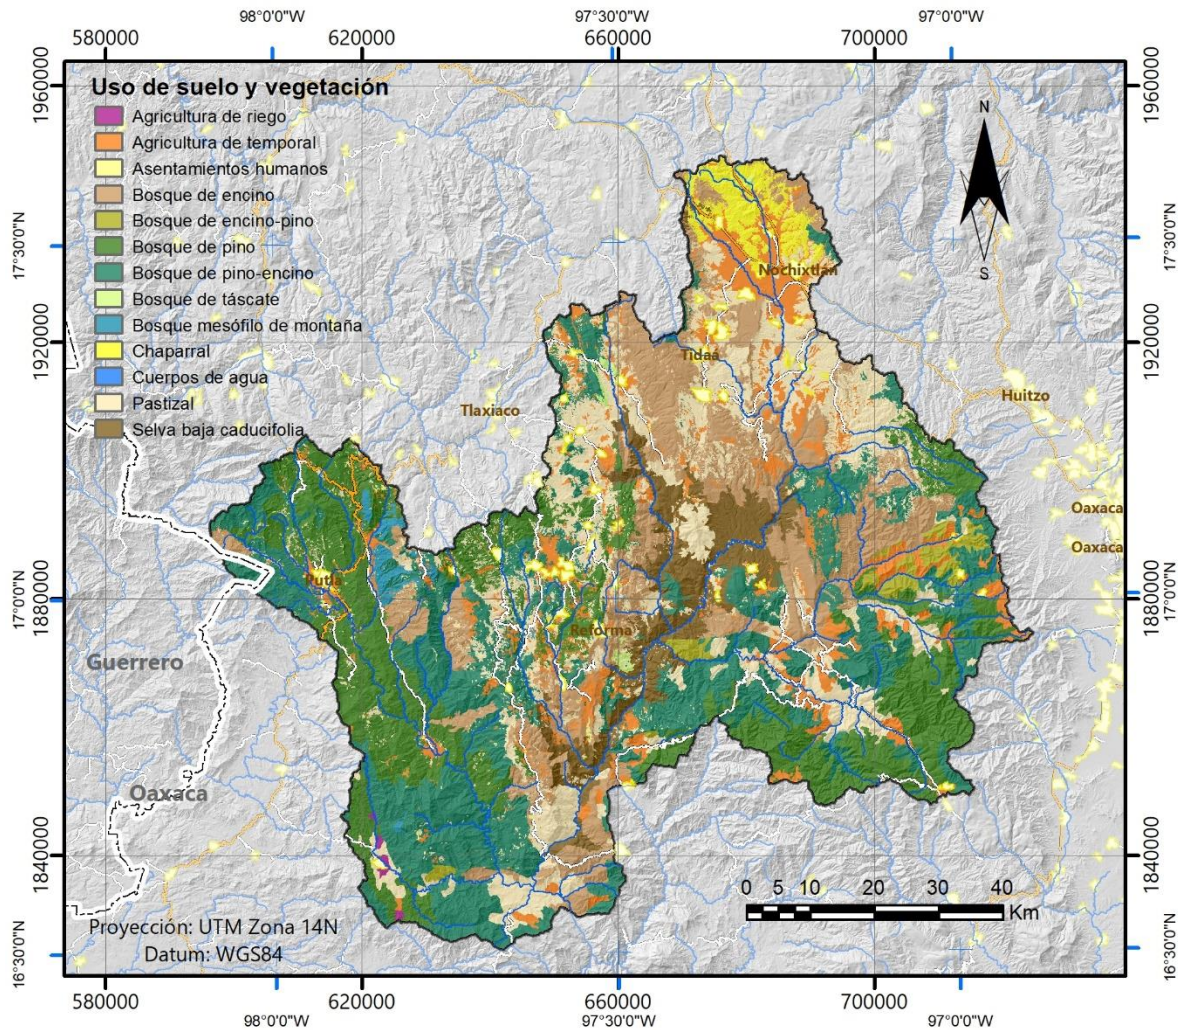 98°0'0"W 97°30'0"W 97°0'0"W
580000 620000 660000 700000
Uso de suelo y vegetación
Agricultura de riego
Agricultura de temporal
Asentamientos humanos
Bosque de encino
Bosque de encino-pino
Bosque de pino
Bosque de pino-encino
Bosque de táscate
Bosque mesófilo de montaña
Chaparral
Cuerpos de agua
Pastizal
Selva baja caducifolia
N
S
1960000 1960000
17°30'0"N 17°30'0"N
Nochixtlán
1920000 1920000
Tidaá
Tlaxiaco
Huitzo
Oaxaca
Oaxaca
Putla
17°0'0"N 17°0'0"N
1880000 1880000
Reforma
Guerrero
Oaxaca
1840000 1840000
0 5 10 20 30 40
Km
Proyección: UTM Zona 14N
Datum: WGS84
16°30'0"N 16°30'0"N
580000 620000 660000 700000
98°0'0"W 97°30'0"W 97°0'0"W